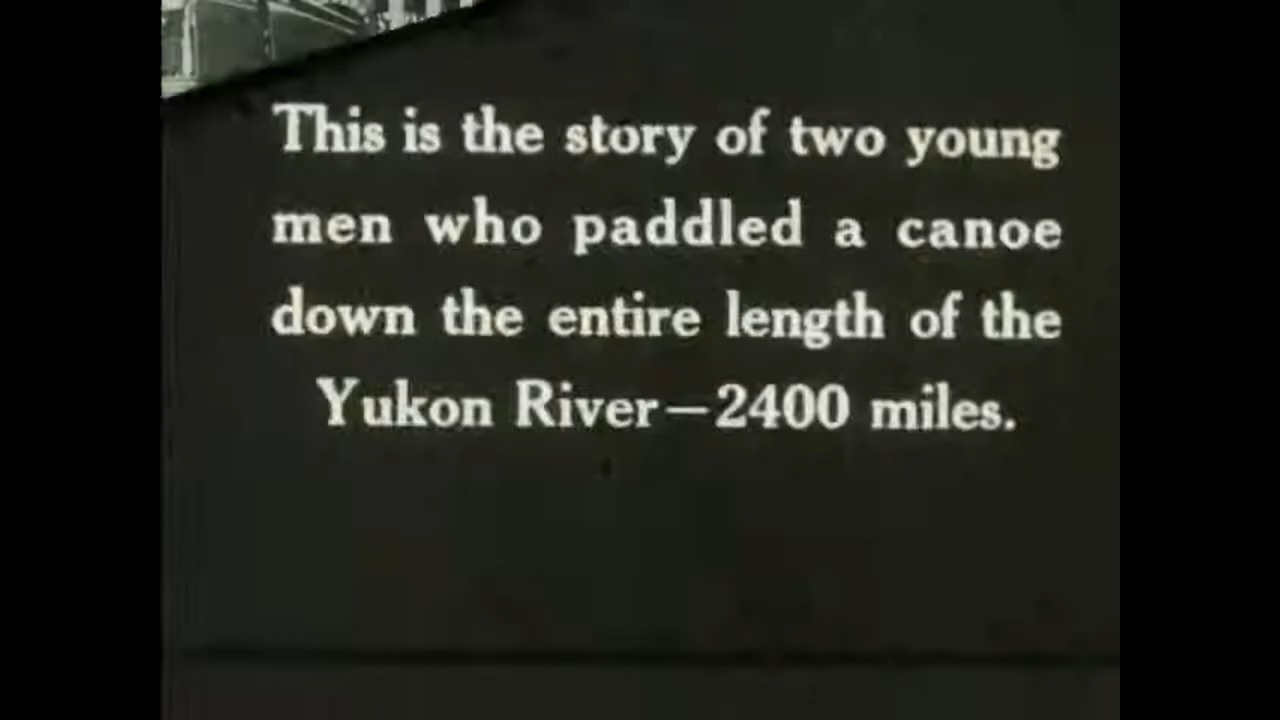 This is the story of two young
men who paddled a canoe
down the entire length of the
Yukon River—2400 miles.